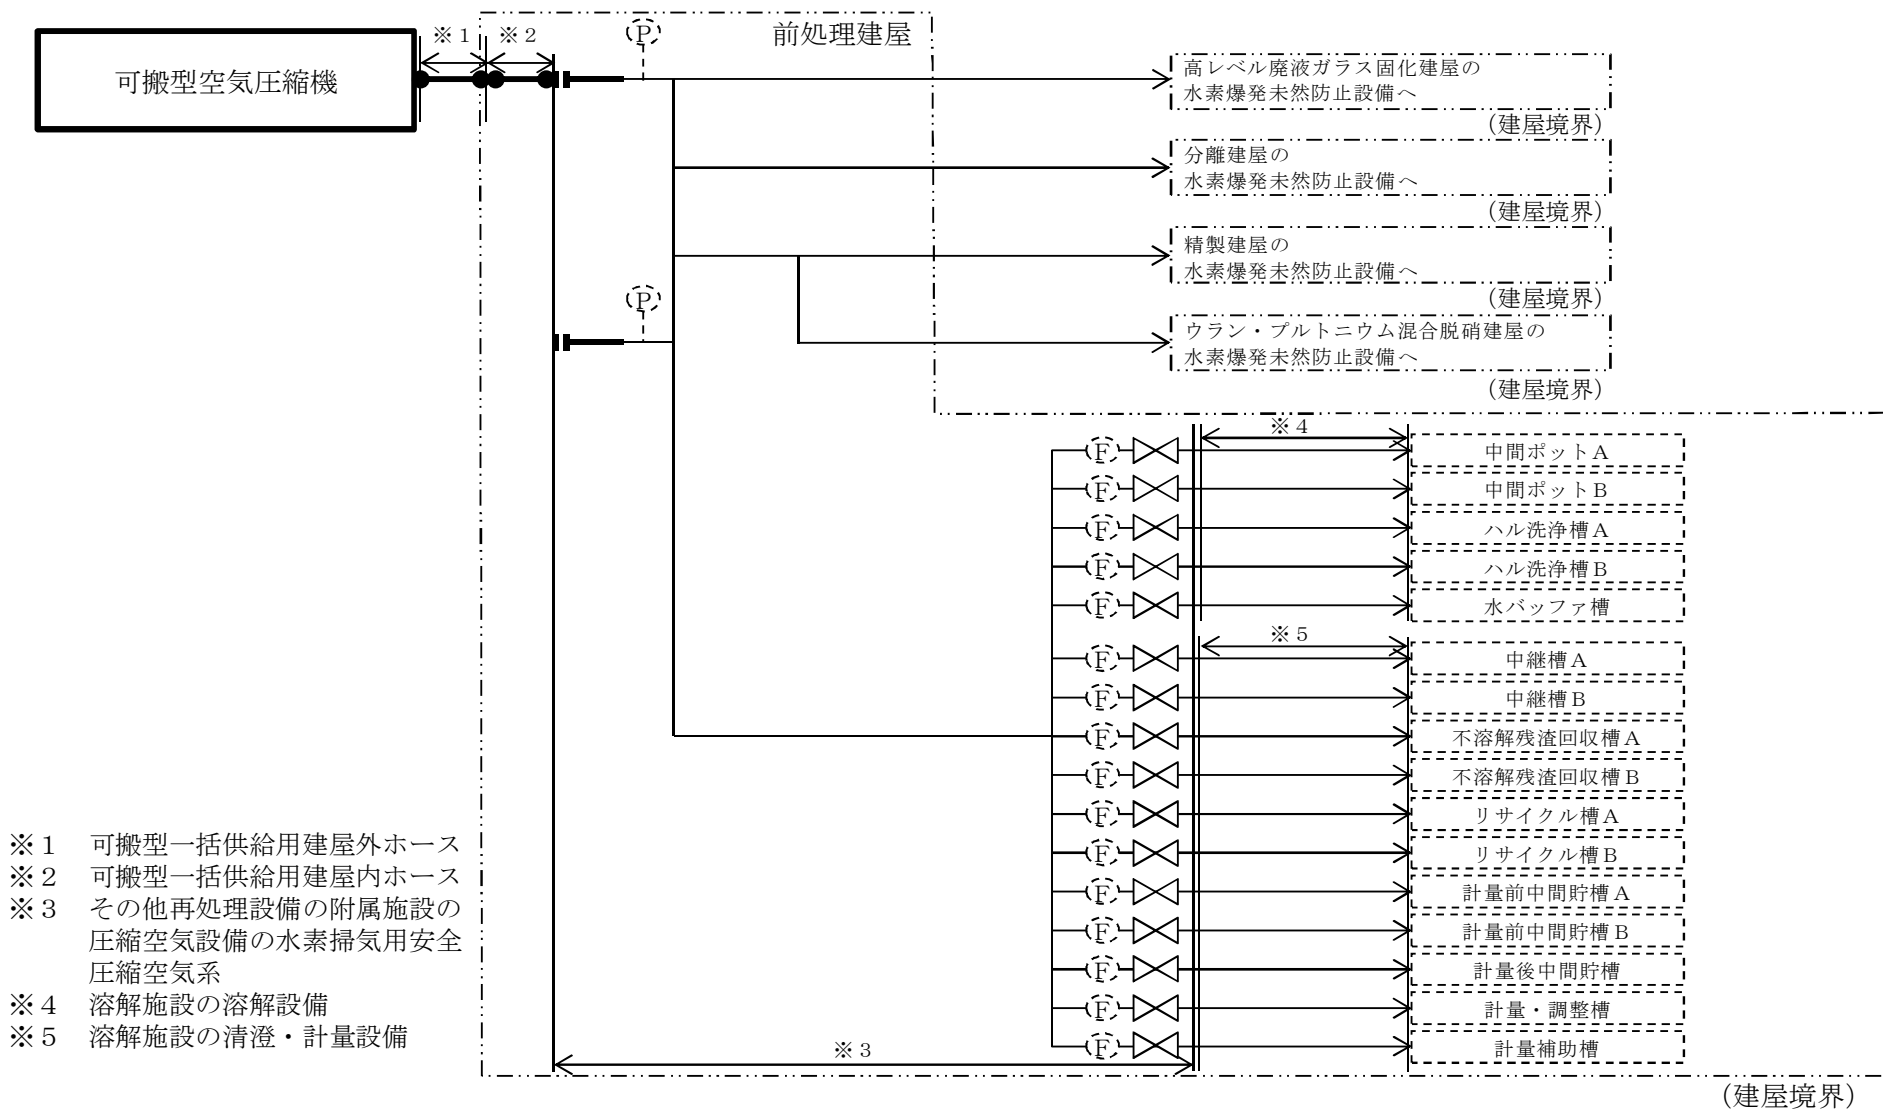 ※１
※２
Ｐ
前処理建屋
可搬型空気圧縮機
高レベル廃液ガラス固化建屋の
水素爆発未然防止設備へ
（建屋境界）
分離建屋の
水素爆発未然防止設備へ
（建屋境界）
精製建屋の
水素爆発未然防止設備へ
（建屋境界）
Ｐ
ウラン・プルトニウム混合脱硝建屋の
水素爆発未然防止設備へ
（建屋境界）
※４
Ｆ
中間ポットＡ
Ｆ
中間ポットＢ
Ｆ
ハル洗浄槽Ａ
Ｆ
ハル洗浄槽Ｂ
Ｆ
水バッファ槽
※５
Ｆ
中継槽Ａ
Ｆ
中継槽Ｂ
Ｆ
不溶解残渣回収槽Ａ
Ｆ
不溶解残渣回収槽Ｂ
Ｆ
リサイクル槽Ａ
Ｆ
リサイクル槽Ｂ
Ｆ
計量前中間貯槽Ａ
Ｆ
計量前中間貯槽Ｂ
Ｆ
計量後中間貯槽
Ｆ
計量・調整槽
Ｆ
計量補助槽
※３
（建屋境界）
※１　可搬型一括供給用建屋外ホース
※２　可搬型一括供給用建屋内ホース
※３　その他再処理設備の附属施設の
圧縮空気設備の水素掃気用安全
圧縮空気系
※４　溶解施設の溶解設備
※５　溶解施設の清澄・計量設備